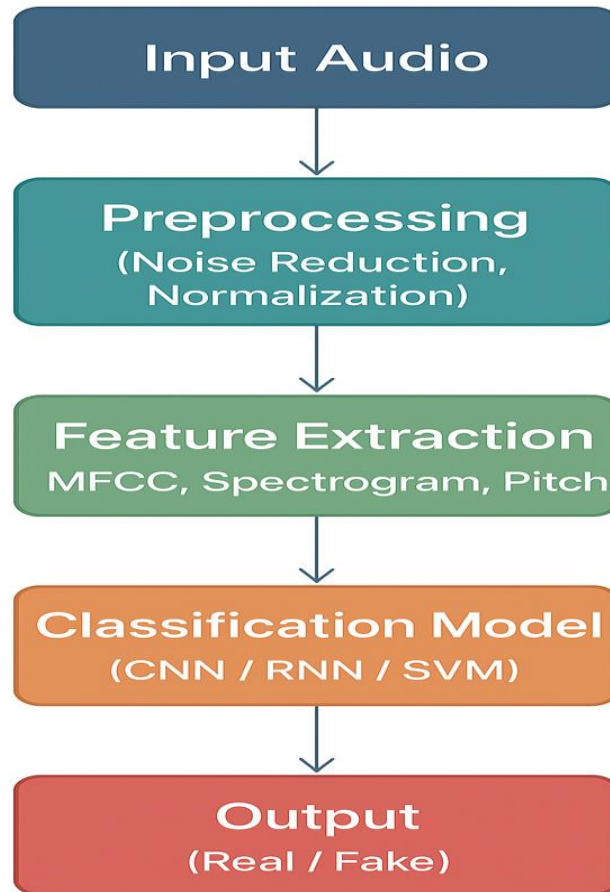 Input Audio
Preprocessing
(Noise Reduction,
Normalization)
Feature Extraction
MFCC, Spectrogram, Pitch
Classification Model
(CNN / RNN / SVM)
Output
(Real / Fake)